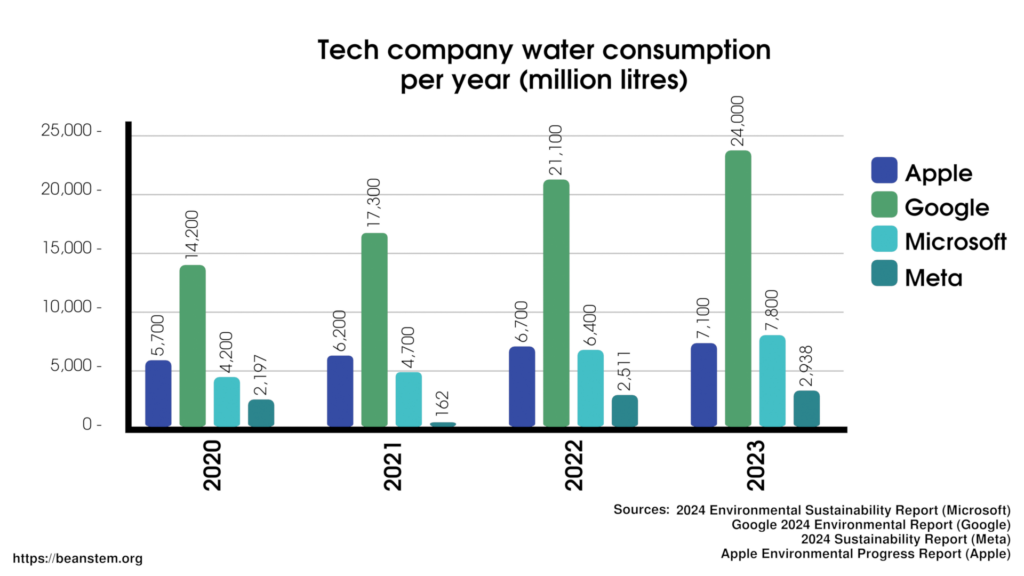 Tech company water consumption
per year (million litres)
25,000 -
20,000 -
15,000 -
10,000 -
5,000 -
0 -
5,700
14,200
4,200
2,197
6,200
17,300
4,700
162
6,700
21,100
6,400
2,511
7,100
24,000
7,800
2,938
2020
2021
2022
2023
Apple
Google
Microsoft
Meta
Sources: 2024 Environmental Sustainability Report (Microsoft)
Google 2024 Environmental Report (Google)
2024 Sustainability Report (Meta)
Apple Environmental Progress Report (Apple)
https://beanstem.org